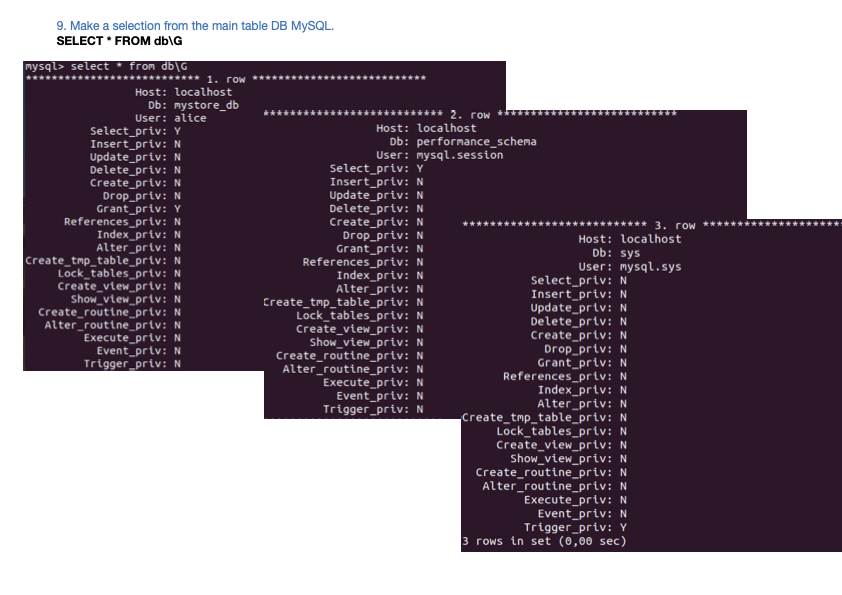 9. Make a selection from the main table DB MySQL.
SELECT * FROM db\G
mysql> select * from db\G
*************************** 1. row ***************************
Host: localhost
Db: mystore_db
User: alice
Select_priv: Y
Insert_priv: N
Update_priv: N
Delete_priv: N
Create_priv: N
Drop_priv: N
Grant_priv: Y
References_priv: N
Index_priv: N
Alter_priv: N
Create_tmp_table_priv: N
Lock_tables_priv: N
Create_view_priv: N
Show_view_priv: N
Create_routine_priv: N
Alter_routine_priv: N
Execute_priv: N
Event_priv: N
Trigger_priv: N
*************************** 2. row ***************************
Host: localhost
Db: performance_schema
User: mysql.session
Select_priv: Y
Insert_priv: N
Update_priv: N
Delete_priv: N
Create_priv: N
Drop_priv: N
Grant_priv: N
References_priv: N
Index_priv: N
Alter_priv: N
Create_tmp_table_priv: N
Lock_tables_priv: N
Create_view_priv: N
Show_view_priv: N
Create_routine_priv: N
Alter_routine_priv: N
Execute_priv: N
Event_priv: N
Trigger_priv: N
*************************** 3. row *********************
Host: localhost
Db: sys
User: mysql.sys
Select_priv: N
Insert_priv: N
Update_priv: N
Delete_priv: N
Create_priv: N
Drop_priv: N
Grant_priv: N
References_priv: N
Index_priv: N
Alter_priv: N
Create_tmp_table_priv: N
Lock_tables_priv: N
Create_view_priv: N
Show_view_priv: N
Create_routine_priv: N
Alter_routine_priv: N
Execute_priv: N
Event_priv: N
Trigger_priv: Y
3 rows in set (0,00 sec)